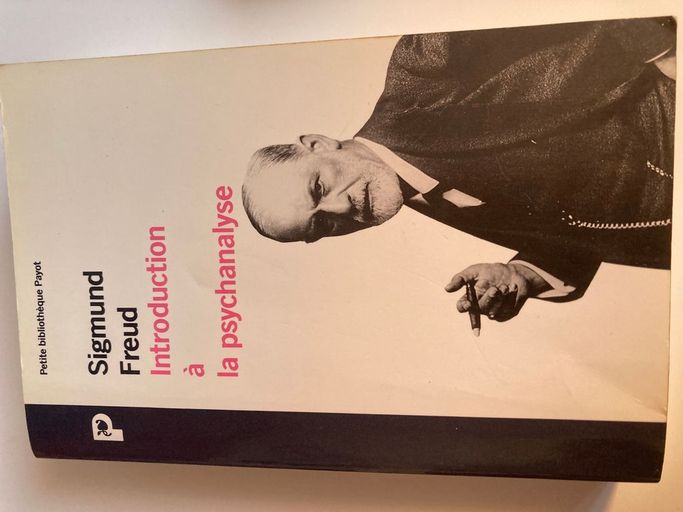 Petite bibliothèque Payot
Sigmund
Freud
Introduction
à
la psychanalyse
P